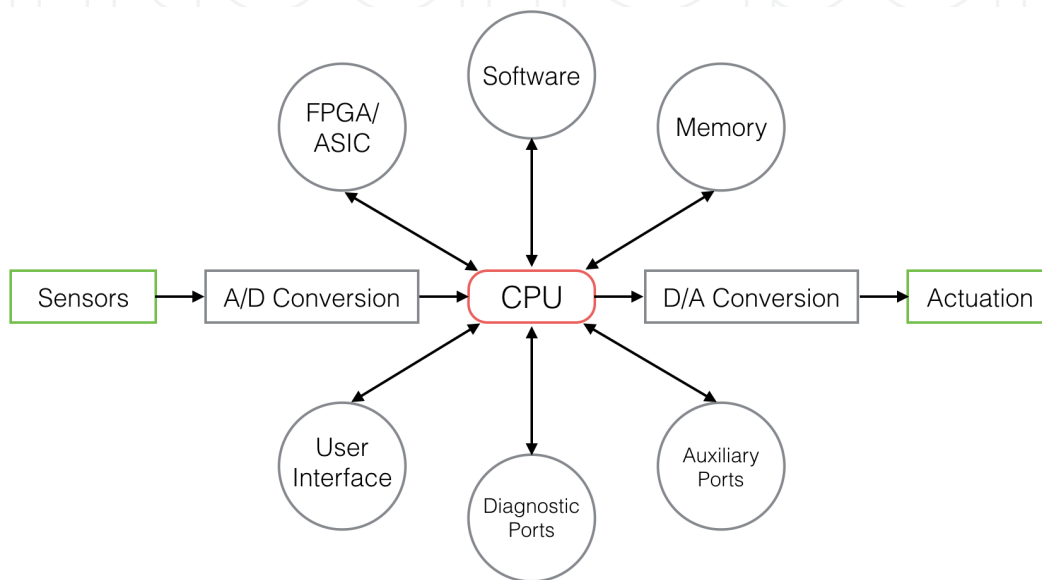 Software
FPGA/
ASIC
Memory
Sensors
A/D Conversion
CPU
D/A Conversion
Actuation
User
Interface
Diagnostic
Ports
Auxiliary
Ports